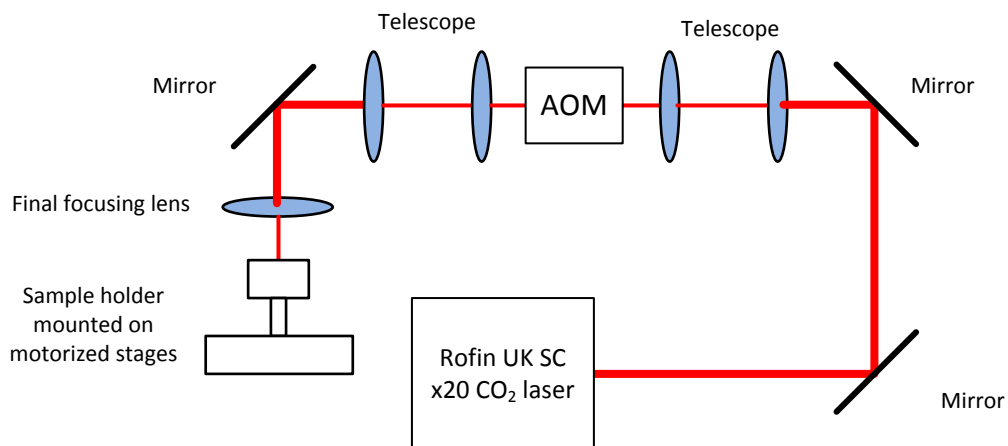 Telescope
Telescope
Mirror
AOM
Mirror
Final focusing lens
Sample holder
mounted on
motorized stages
Rofin UK SC
x20 CO₂ laser
Mirror